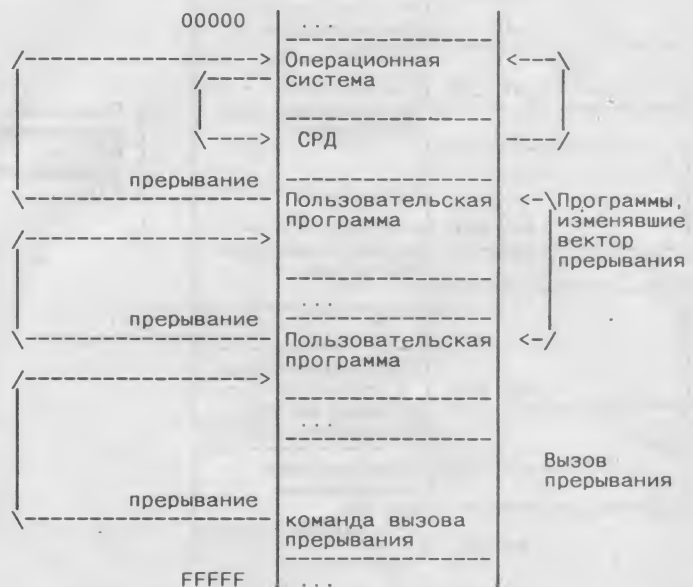 00000 ...
Операционная
система
СРД
прерывание
Пользовательская
программа
Программы,
изменявшие
вектор
прерывания
...
прерывание
Пользовательская
программа
...
Вызов
прерывания
прерывание
команда вызова
прерывания
FFFFF ...